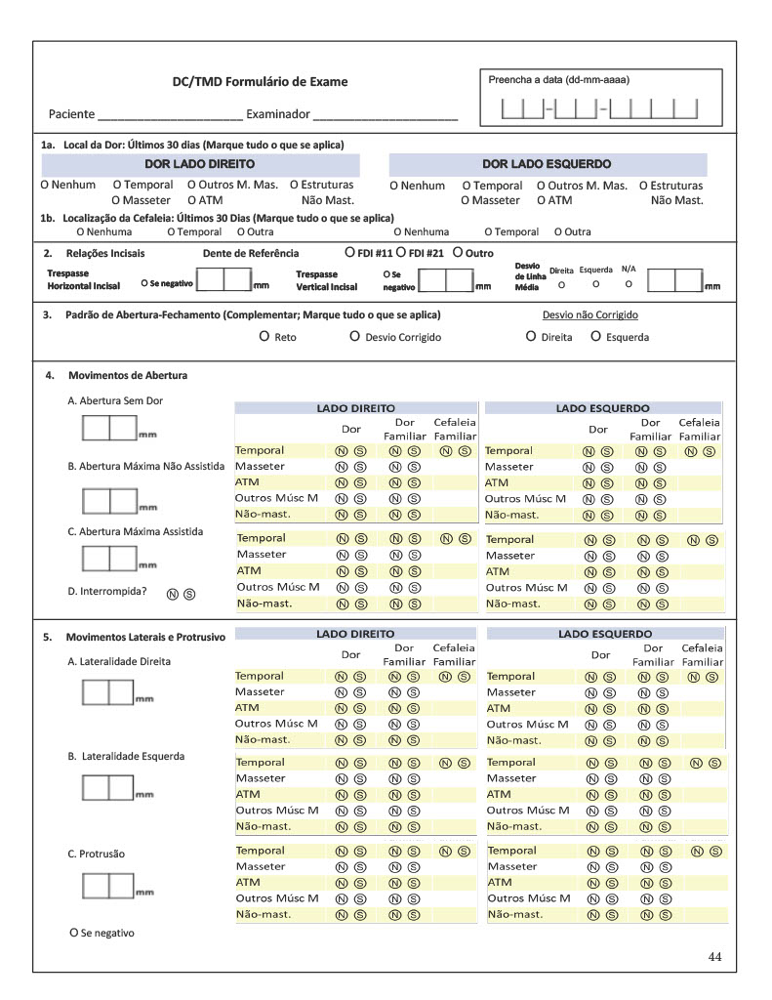 DC/TMD Formulário de Exame
Preencha a data (dd-mm-aaaa)
Paciente ______________________ Examinador ______________________
1a. Local da Dor: Últimos 30 dias (Marque tudo o que se aplica)
DOR LADO DIREITO DOR LADO ESQUERDO
O Nenhum O Temporal O Outros M. Mas. O Estruturas O Nenhum O Temporal O Outros M. Mas. O Estruturas
O Masseter O ATM Não Mast. O Masseter O ATM Não Mast.
1b. Localização da Cefaleia: Últimos 30 Dias (Marque tudo o que se aplica)
O Nenhuma O Temporal O Outra O Nenhuma O Temporal O Outra
2. Relações Incisais Dente de Referência O FDI #11 O FDI #21 O Outro
Trespasse Horizontal Incisal O Se negativo mm Trespasse Vertical Incisal O Se negativo mm Desvio de Linha Média Direita O Esquerda O N/A O mm
3. Padrão de Abertura-Fechamento (Complementar; Marque tudo o que se aplica) Desvio não Corrigido
O Reto O Desvio Corrigido O Direita O Esquerda
4. Movimentos de Abertura
A. Abertura Sem Dor
mm
B. Abertura Máxima Não Assistida
mm
C. Abertura Máxima Assistida
mm
D. Interrompida? N S
LADO DIREITO LADO ESQUERDO
Dor Dor Familiar Cefaleia Familiar Dor Dor Familiar Cefaleia Familiar
Temporal N S N S N S Temporal N S N S N S
Masseter N S N S Masseter N S N S
ATM N S N S ATM N S N S
Outros Músc M N S N S Outros Músc M N S N S
Não-mast. N S N S Não-mast. N S N S
Temporal N S N S N S Temporal N S N S N S
Masseter N S N S Masseter N S N S
ATM N S N S ATM N S N S
Outros Músc M N S N S Outros Músc M N S N S
Não-mast. N S N S Não-mast. N S N S
5. Movimentos Laterais e Protrusivo
A. Lateralidade Direita
mm
B. Lateralidade Esquerda
mm
C. Protrusão
mm
O Se negativo
LADO DIREITO LADO ESQUERDO
Dor Dor Familiar Cefaleia Familiar Dor Dor Familiar Cefaleia Familiar
Temporal N S N S N S Temporal N S N S N S
Masseter N S N S Masseter N S N S
ATM N S N S ATM N S N S
Outros Músc M N S N S Outros Músc M N S N S
Não-mast. N S N S Não-mast. N S N S
Temporal N S N S N S Temporal N S N S N S
Masseter N S N S Masseter N S N S
ATM N S N S ATM N S N S
Outros Músc M N S N S Outros Músc M N S N S
Não-mast. N S N S Não-mast. N S N S
Temporal N S N S N S Temporal N S N S N S
Masseter N S N S Masseter N S N S
ATM N S N S ATM N S N S
Outros Músc M N S N S Outros Músc M N S N S
Não-mast. N S N S Não-mast. N S N S
44